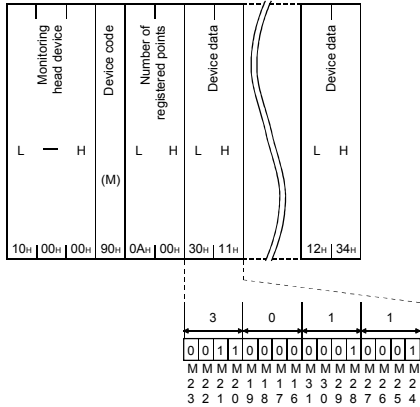 Monitoring head device
Device code
Number of registered points
Device data
Device data
L — H
(M)
L H
L H
L H
10H 00H 00H 90H 0AH 00H 30H 11H 12H 34H
3 0 1 1
0 0 1 1 0 0 0 0 0 0 0 1 0 0 0 1
M M M M M M M M M M M M M M M M
2 2 2 2 1 1 1 1 3 3 2 2 2 2 2 2
3 2 1 0 9 8 7 6 1 0 9 8 7 6 5 4